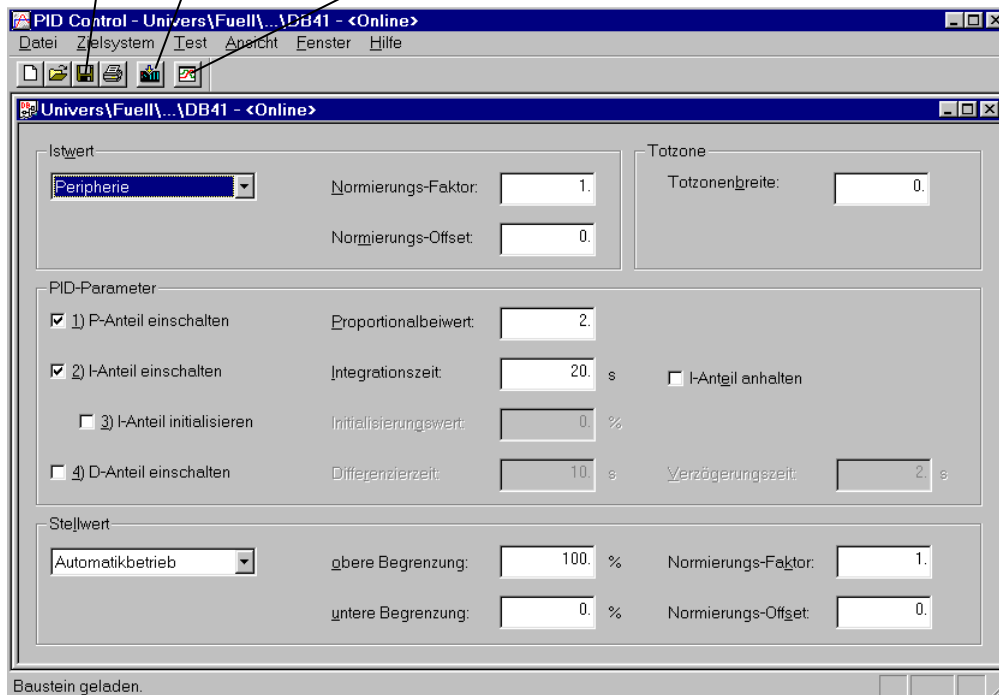 PID Control - Univers\Fuell\...\DB41 - <Online>
Datei Zielsystem Test Ansicht Fenster Hilfe
Univers\Fuell\...\DB41 - <Online>
Istwert
Totzone
Peripherie
Normierungs-Faktor:
1.
Totzonenbreite:
0.
Normierungs-Offset:
0.
PID-Parameter
1) P-Anteil einschalten
Proportionalbeiwert:
2.
2) I-Anteil einschalten
Integrationszeit:
20. s
I-Anteil anhalten
3) I-Anteil initialisieren
Initialisierungswert:
0. %
4) D-Anteil einschalten
Differenzierzeit:
10. s
Verzögerungszeit:
2. s
Stellwert
Automatikbetrieb
obere Begrenzung:
100. %
Normierungs-Faktor:
1.
untere Begrenzung:
0. %
Normierungs-Offset:
0.
Baustein geladen.